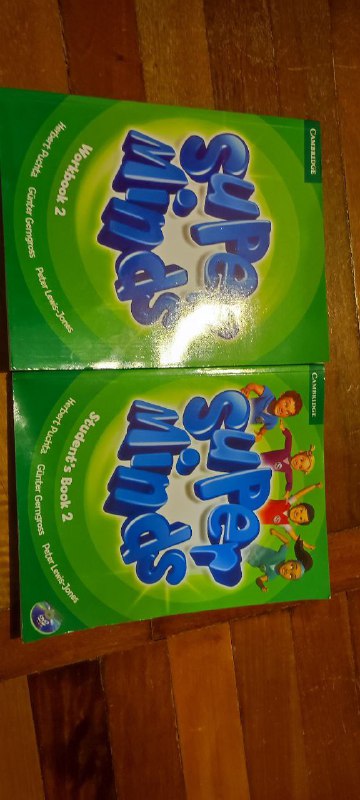 CAMBRIDGE
Super
Minds
Workbook 2
Herbert Puchta Günter Gerngross Peter Lewis-Jones
CAMBRIDGE
Super
Minds
Student's Book 2
Herbert Puchta Günter Gerngross Peter Lewis-Jones